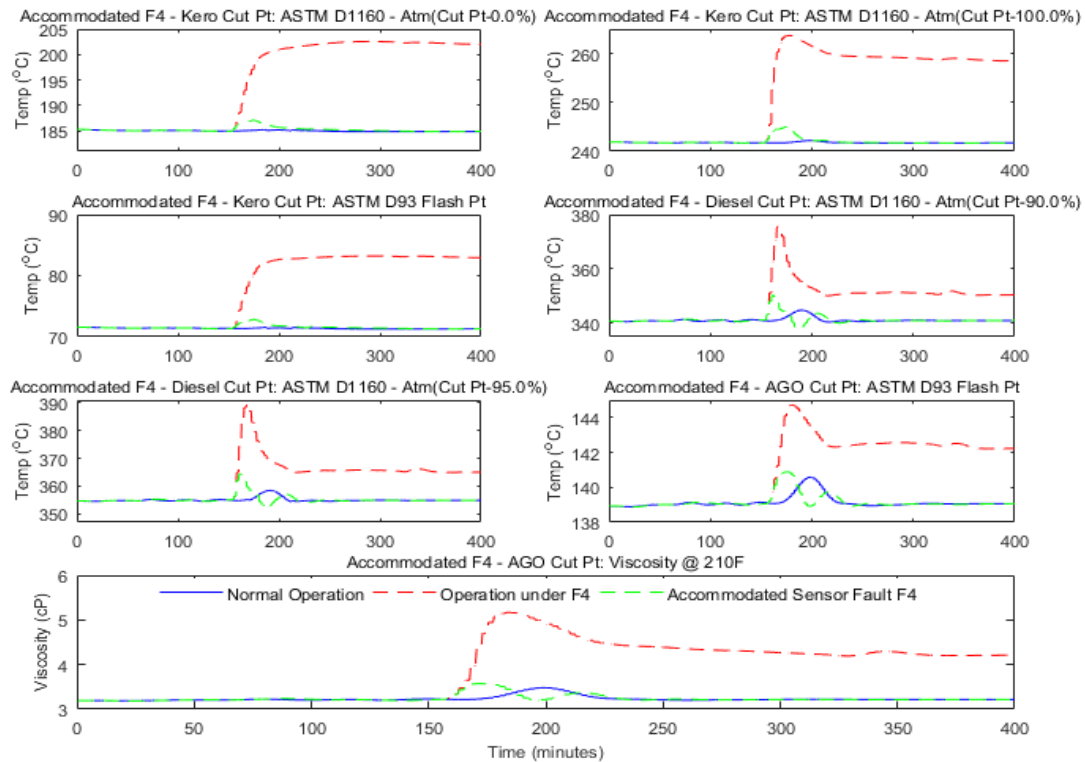 Accommodated F4 - Kero Cut Pt: ASTM D1160 - Atm(Cut Pt-0.0%)
205
200
195
190
185
Temp (°C)
0 100 200 300 400
Accommodated F4 - Kero Cut Pt: ASTM D1160 - Atm(Cut Pt-100.0%)
260
250
240
Temp (°C)
0 100 200 300 400
Accommodated F4 - Kero Cut Pt: ASTM D93 Flash Pt
90
80
70
Temp (°C)
0 100 200 300 400
Accommodated F4 - Diesel Cut Pt: ASTM D1160 - Atm(Cut Pt-90.0%)
380
360
340
Temp (°C)
0 100 200 300 400
Accommodated F4 - Diesel Cut Pt: ASTM D1160 - Atm(Cut Pt-95.0%)
390
380
370
360
350
Temp (°C)
0 100 200 300 400
Accommodated F4 - AGO Cut Pt: ASTM D93 Flash Pt
144
142
139
138
Temp (°C)
0 100 200 300 400
Accommodated F4 - AGO Cut Pt: Viscosity @ 210F
6
5
4
3
Viscosity (cP)
Normal Operation Operation under F4 Accommodated Sensor Fault F4
0 50 100 150 200 250 300 350 400
Time (minutes)